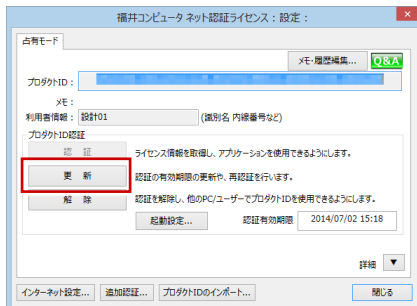 福井コンピュータ ネット認証ライセンス：設定：
占有モード
メモ・履歴編集...
Q&A
プロダクトID：
メモ：
利用者情報： 設計01 (識別名 内線番号など)
プロダクトID認証
認 証 ライセンス情報を取得し、アプリケーションを使用できるようにします。
更 新 認証の有効期限の更新や、再認証を行います。
解 除 認証を解除し、他のPC/ユーザーでプロダクトIDを使用できるようにします。
起動設定... 認証有効期限 2014/07/02 15:18
詳細 ▼
インターネット設定... 追加認証... プロダクトIDのインポート... 閉じる